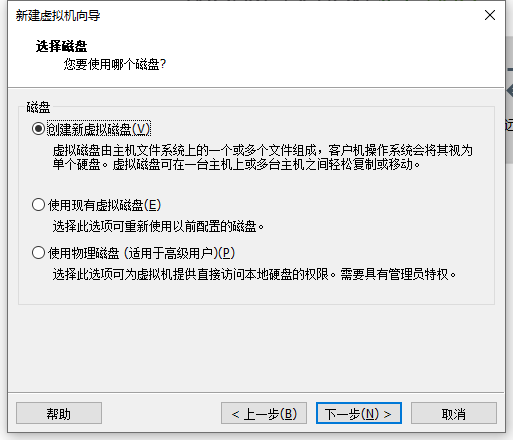 新建虚拟机向导
选择磁盘
您要使用哪个磁盘?
磁盘
创建新虚拟磁盘(V)
虚拟磁盘由主机文件系统上的一个或多个文件组成，客户机操作系统会将其视为
单个硬盘。虚拟磁盘可在一台主机上或多台主机之间轻松复制或移动。
使用现有虚拟磁盘(E)
选择此选项可重新使用以前配置的磁盘。
使用物理磁盘 (适用于高级用户)(P)
选择此选项可为虚拟机提供直接访问本地硬盘的权限。需要具有管理员特权。
帮助
< 上一步(B)
下一步(N) >
取消